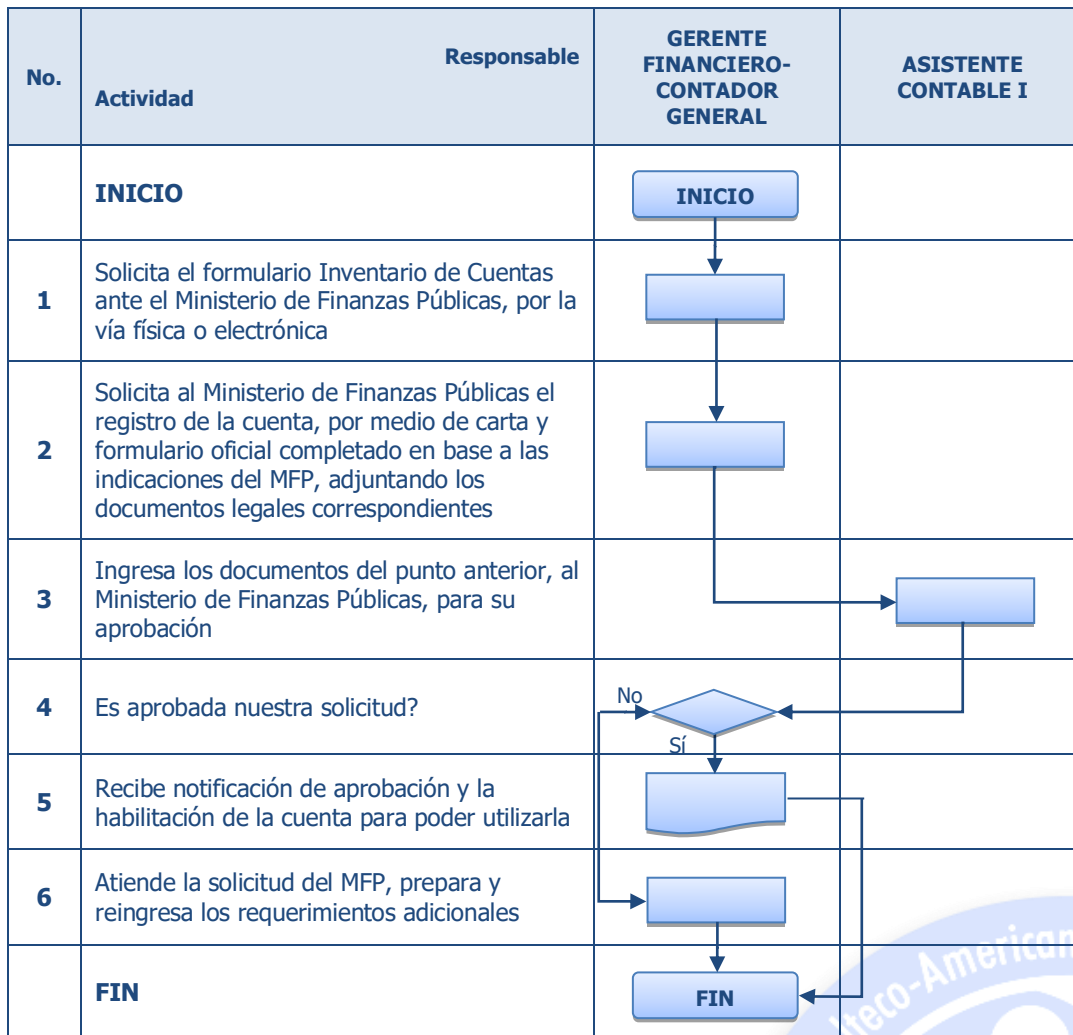 No.
Responsable
Actividad
GERENTE
FINANCIERO-
CONTADOR
GENERAL
ASISTENTE
CONTABLE I
INICIO
INICIO
1
Solicita el formulario Inventario de Cuentas
ante el Ministerio de Finanzas Públicas, por la
vía física o electrónica
2
Solicita al Ministerio de Finanzas Públicas el
registro de la cuenta, por medio de carta y
formulario oficial completado en base a las
indicaciones del MFP, adjuntando los
documentos legales correspondientes
3
Ingresa los documentos del punto anterior, al
Ministerio de Finanzas Públicas, para su
aprobación
4
Es aprobada nuestra solicitud?
No
Sí
5
Recibe notificación de aprobación y la
habilitación de la cuenta para poder utilizarla
6
Atiende la solicitud del MFP, prepara y
reingresa los requerimientos adicionales
FIN
FIN